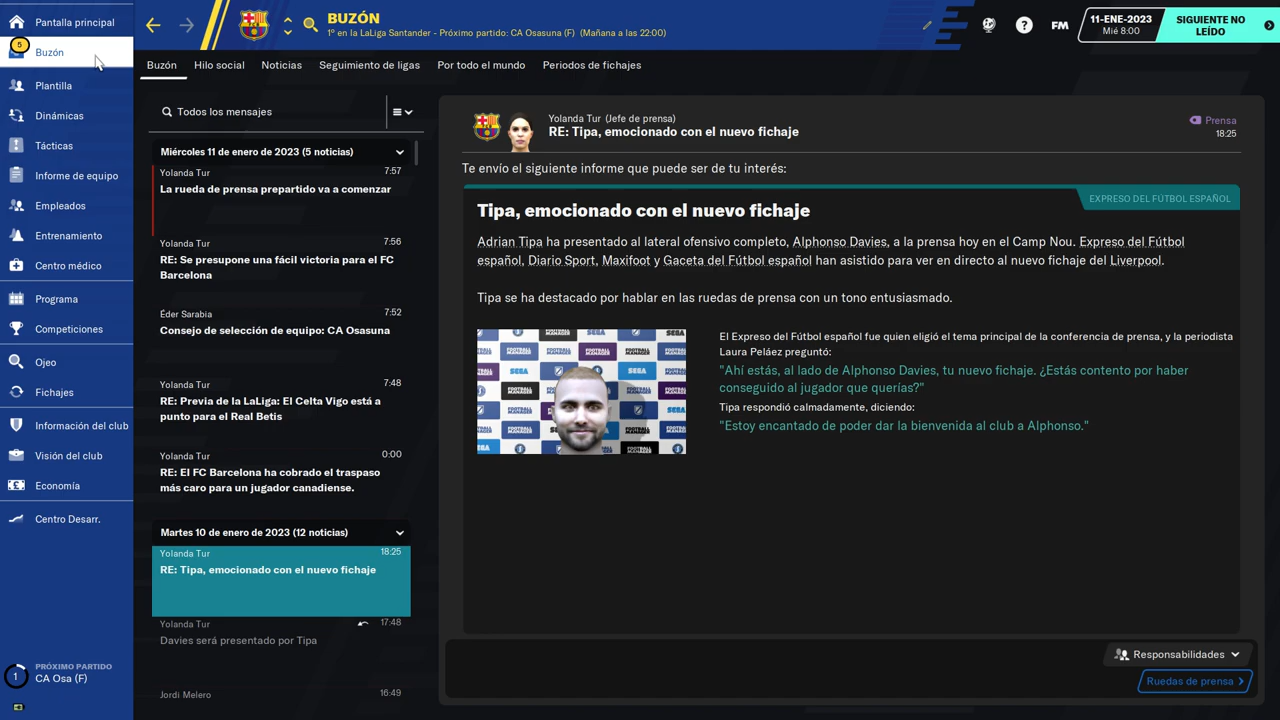 Pantalla principal
5
Buzón
Plantilla
Dinámicas
Tácticas
Informe de equipo
Empleados
Entrenamiento
Centro médico
Programa
Competiciones
Ojeo
Fichajes
Información del club
Visión del club
Economía
Centro Desarr.
1
PRÓXIMO PARTIDO
CA Osa (F)
BUZÓN
1º en la LaLiga Santander - Próximo partido: CA Osasuna (F) (Mañana a las 22:00)
?
FM
11-ENE-2023
Mié 8:00
SIGUIENTE NO
LEÍDO
Buzón
Hilo social
Noticias
Seguimiento de ligas
Por todo el mundo
Periodos de fichajes
Todos los mensajes
Miércoles 11 de enero de 2023 (5 noticias)
Yolanda Tur 7:57
La rueda de prensa prepartido va a comenzar
Yolanda Tur 7:56
RE: Se presupone una fácil victoria para el FC
Barcelona
Éder Sarabia 7:52
Consejo de selección de equipo: CA Osasuna
Yolanda Tur 7:48
RE: Previa de la LaLiga: El Celta Vigo está a
punto para el Real Betis
Yolanda Tur 0:00
RE: El FC Barcelona ha cobrado el traspaso
más caro para un jugador canadiense.
Martes 10 de enero de 2023 (12 noticias)
Yolanda Tur 18:25
RE: Tipa, emocionado con el nuevo fichaje
Yolanda Tur 17:48
Davies será presentado por Tipa
Jordi Melero 16:49
Yolanda Tur (Jefe de prensa)
RE: Tipa, emocionado con el nuevo fichaje
Prensa
18:25
Te envío el siguiente informe que puede ser de tu interés:
EXPRESO DEL FÚTBOL ESPAÑOL
Tipa, emocionado con el nuevo fichaje
Adrian Tipa ha presentado al lateral ofensivo completo, Alphonso Davies, a la prensa hoy en el Camp Nou. Expreso del Fútbol
español, Diario Sport, Maxifoot y Gaceta del Fútbol español han asistido para ver en directo al nuevo fichaje del Liverpool.
Tipa se ha destacado por hablar en las ruedas de prensa con un tono entusiasmado.
El Expreso del Fútbol español fue quien eligió el tema principal de la conferencia de prensa, y la periodista
Laura Peláez preguntó:
"Ahí estás, al lado de Alphonso Davies, tu nuevo fichaje. ¿Estás contento por haber
conseguido al jugador que querías?"
Tipa respondió calmadamente, diciendo:
"Estoy encantado de poder dar la bienvenida al club a Alphonso."
Responsabilidades
Ruedas de prensa